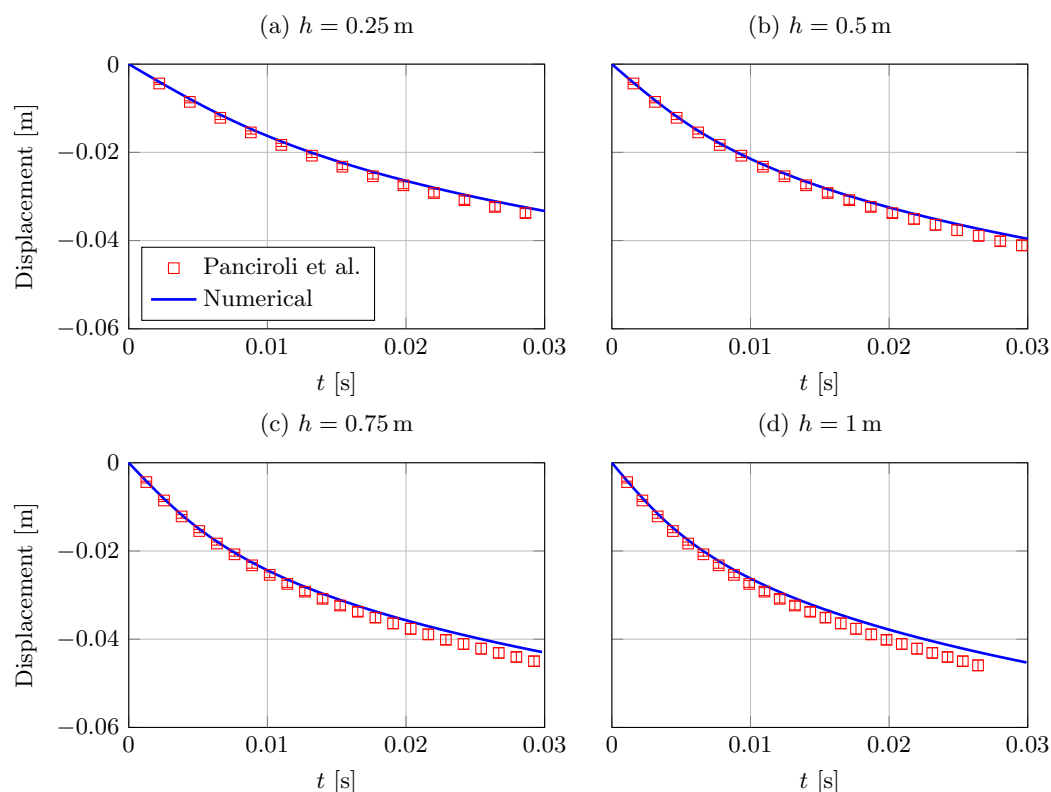 (a) h = 0.25 m
(b) h = 0.5 m
0
−0.02
−0.04
−0.06
Displacement [m]
Panciroli et al.
Numerical
0 0.01 0.02 0.03
t [s]
0 0.01 0.02 0.03
t [s]
(c) h = 0.75 m
(d) h = 1 m
0
−0.02
−0.04
−0.06
Displacement [m]
0 0.01 0.02 0.03
t [s]
0 0.01 0.02 0.03
t [s]